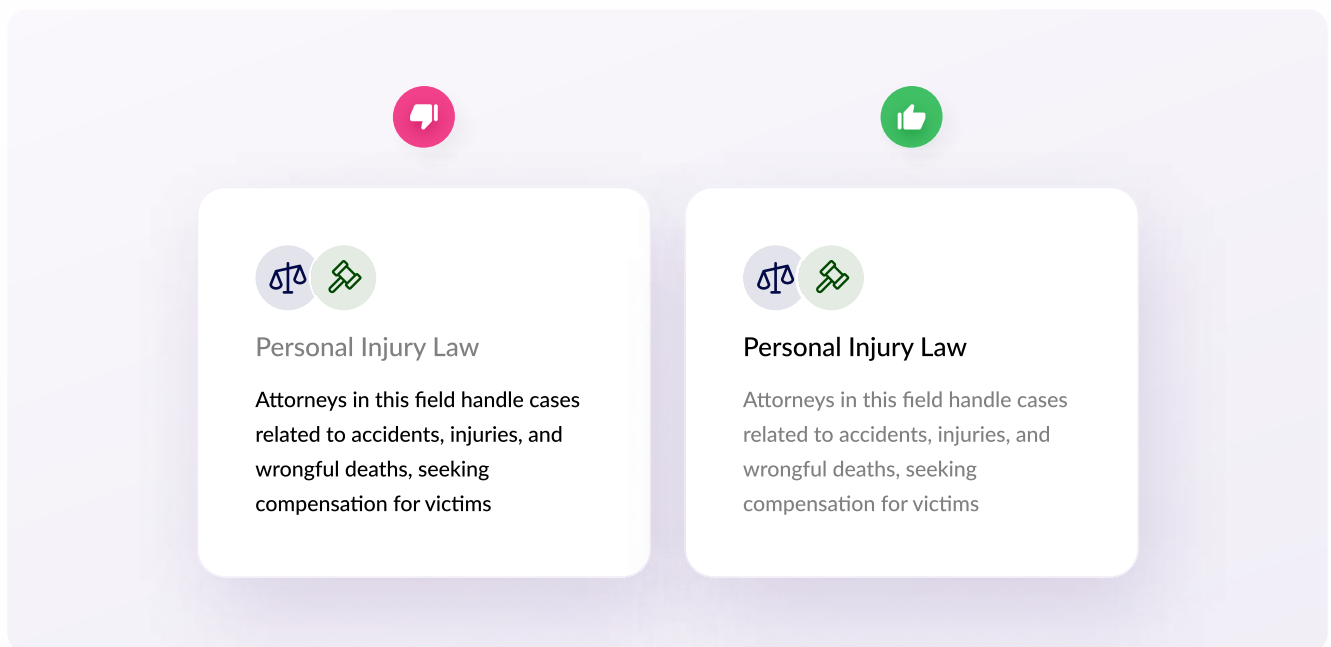 Personal Injury Law
Attorneys in this field handle cases
related to accidents, injuries, and
wrongful deaths, seeking
compensation for victims
Personal Injury Law
Attorneys in this field handle cases
related to accidents, injuries, and
wrongful deaths, seeking
compensation for victims